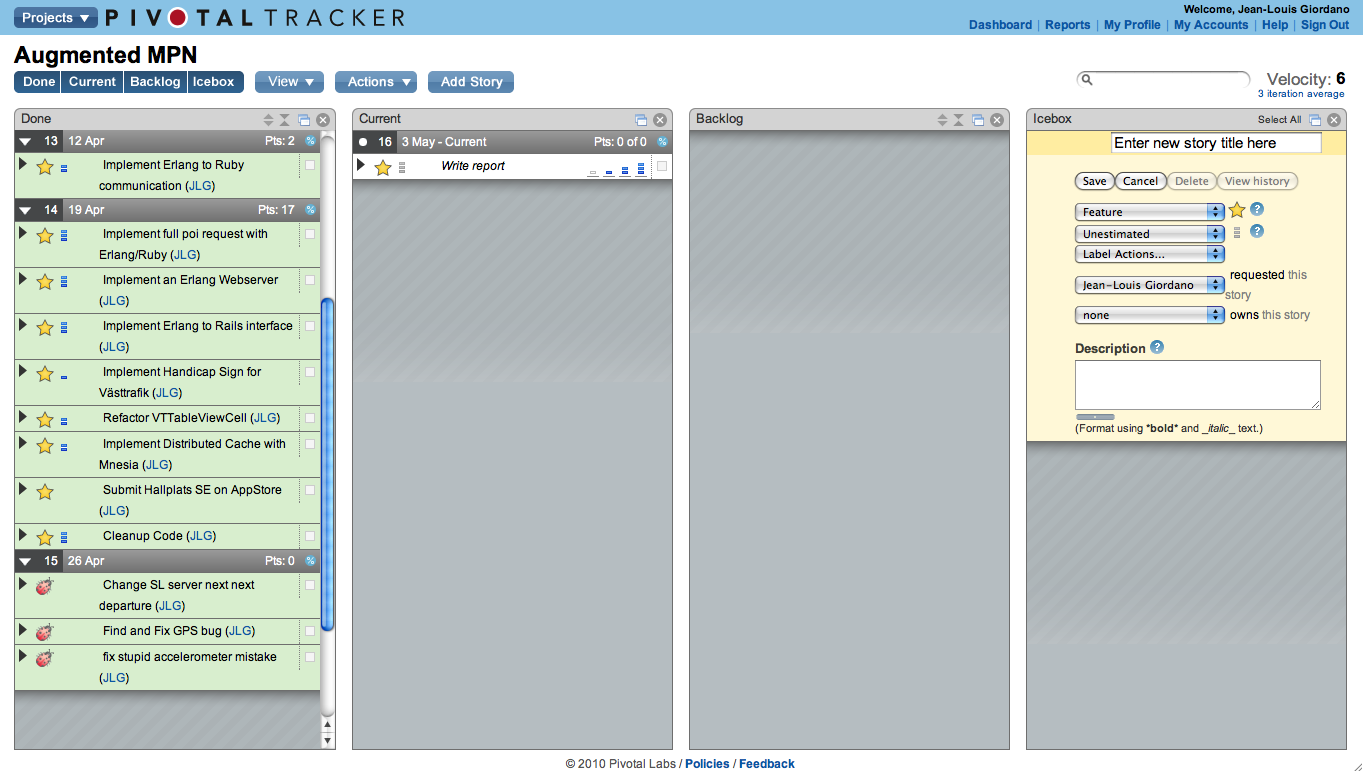 Projects ▼ PIVOTAL TRACKER
Welcome, Jean-Louis Giordano
Dashboard | Reports | My Profile | My Accounts | Help | Sign Out
Augmented MPN
Done Current Backlog Icebox View ▼ Actions ▼ Add Story
Velocity: 6
3 iteration average
Done
13 12 Apr Pts: 2 %
Implement Erlang to Ruby
communication (JLG)
14 19 Apr Pts: 17 %
Implement full poi request with
Erlang/Ruby (JLG)
Implement an Erlang Webserver
(JLG)
Implement Erlang to Rails interface
(JLG)
Implement Handicap Sign for
Västtrafik (JLG)
Refactor VTTableViewCell (JLG)
Implement Distributed Cache with
Mnesia (JLG)
Submit Hallplats SE on AppStore
(JLG)
Cleanup Code (JLG)
15 26 Apr Pts: 0 %
Change SL server next next
departure (JLG)
Find and Fix GPS bug (JLG)
fix stupid accelerometer mistake
(JLG)
Current
16 3 May - Current Pts: 0 of 0 %
Write report
Backlog
Icebox Select All
Enter new story title here
Save Cancel Delete View history
Feature ?
Unestimated ?
Label Actions...
Jean-Louis Giordano requested this
story
none owns this story
Description ?
(Format using *bold* and _italic_ text.)
© 2010 Pivotal Labs / Policies / Feedback